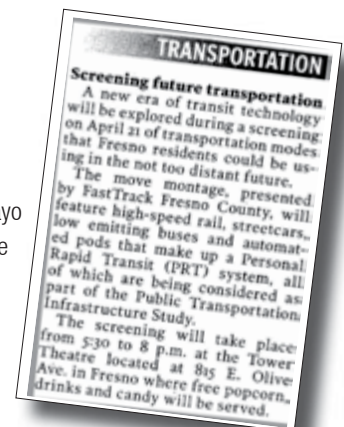 TRANSPORTATION
Screening future transportation
A new era of transit technology
will be explored during a screening
on April 21 of transportation modes
that Fresno residents could be us-
ing in the not too distant future.
The move montage, presented
by FastTrack Fresno County, will
feature high-speed rail, streetcars,
low emitting buses and automat-
ed pods that make up a Personal
Rapid Transit (PRT) system, all
of which are being considered as
part of the Public Transportation
Infrastructure Study.
The screening will take place
from 5:30 to 8 p.m. at the Tower
Theatre located at 815 E. Olive
Ave. in Fresno where free popcorn,
drinks and candy will be served.
yo
e